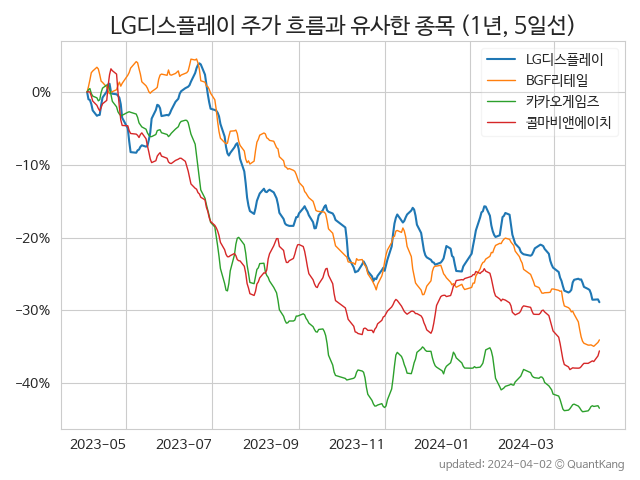 LG디스플레이 주가 흐름과 유사한 종목 (1년, 5일선)
LG디스플레이
BGF리테일
카카오게임즈
콜마비앤에이치
0%
−10%
−20%
−30%
−40%
2023-05 2023-07 2023-09 2023-11 2024-01 2024-03
updated: 2024-04-02 © QuantKang